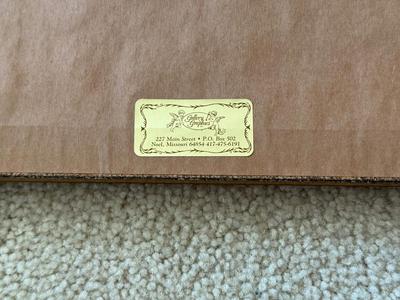 Gallery
Graphics
227 Main Street • P.O. Box 502
Noel, Missouri 64854 417-475-6191